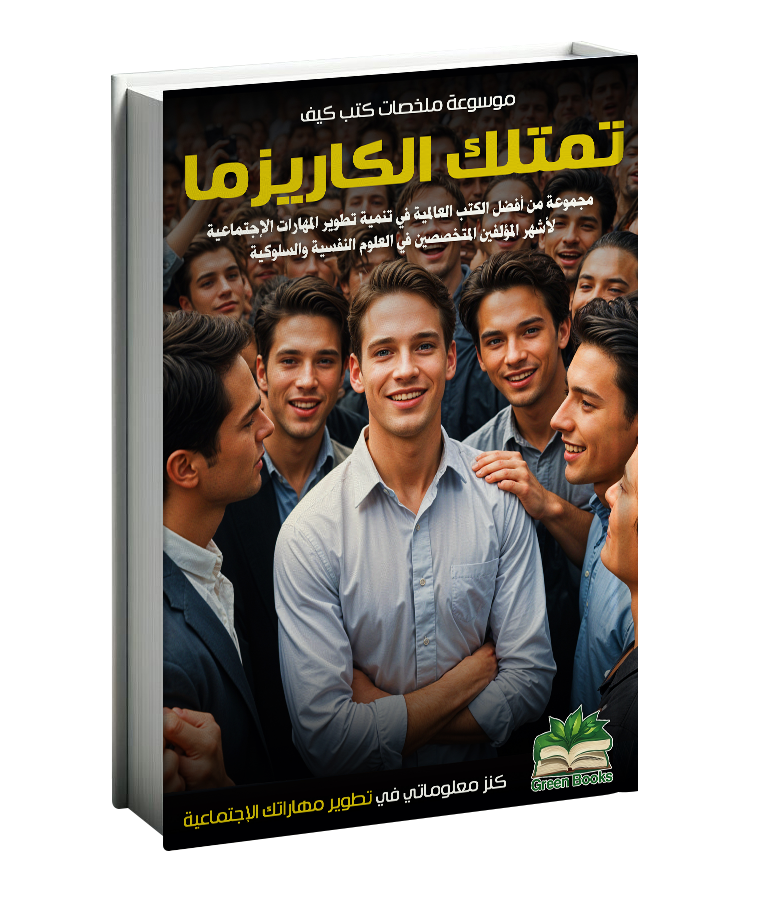 موسوعة ملخصات كتب كيف
تمتلك الكاريزما
مجموعة من أفضل الكتب العالمية في تنمية تطوير المهارات الإجتماعية
لأشهر المؤلفين المتخصصين في العلوم النفسية والسلوكية
Green Books
كنز معلوماتي في تطوير مهاراتك الإجتماعية